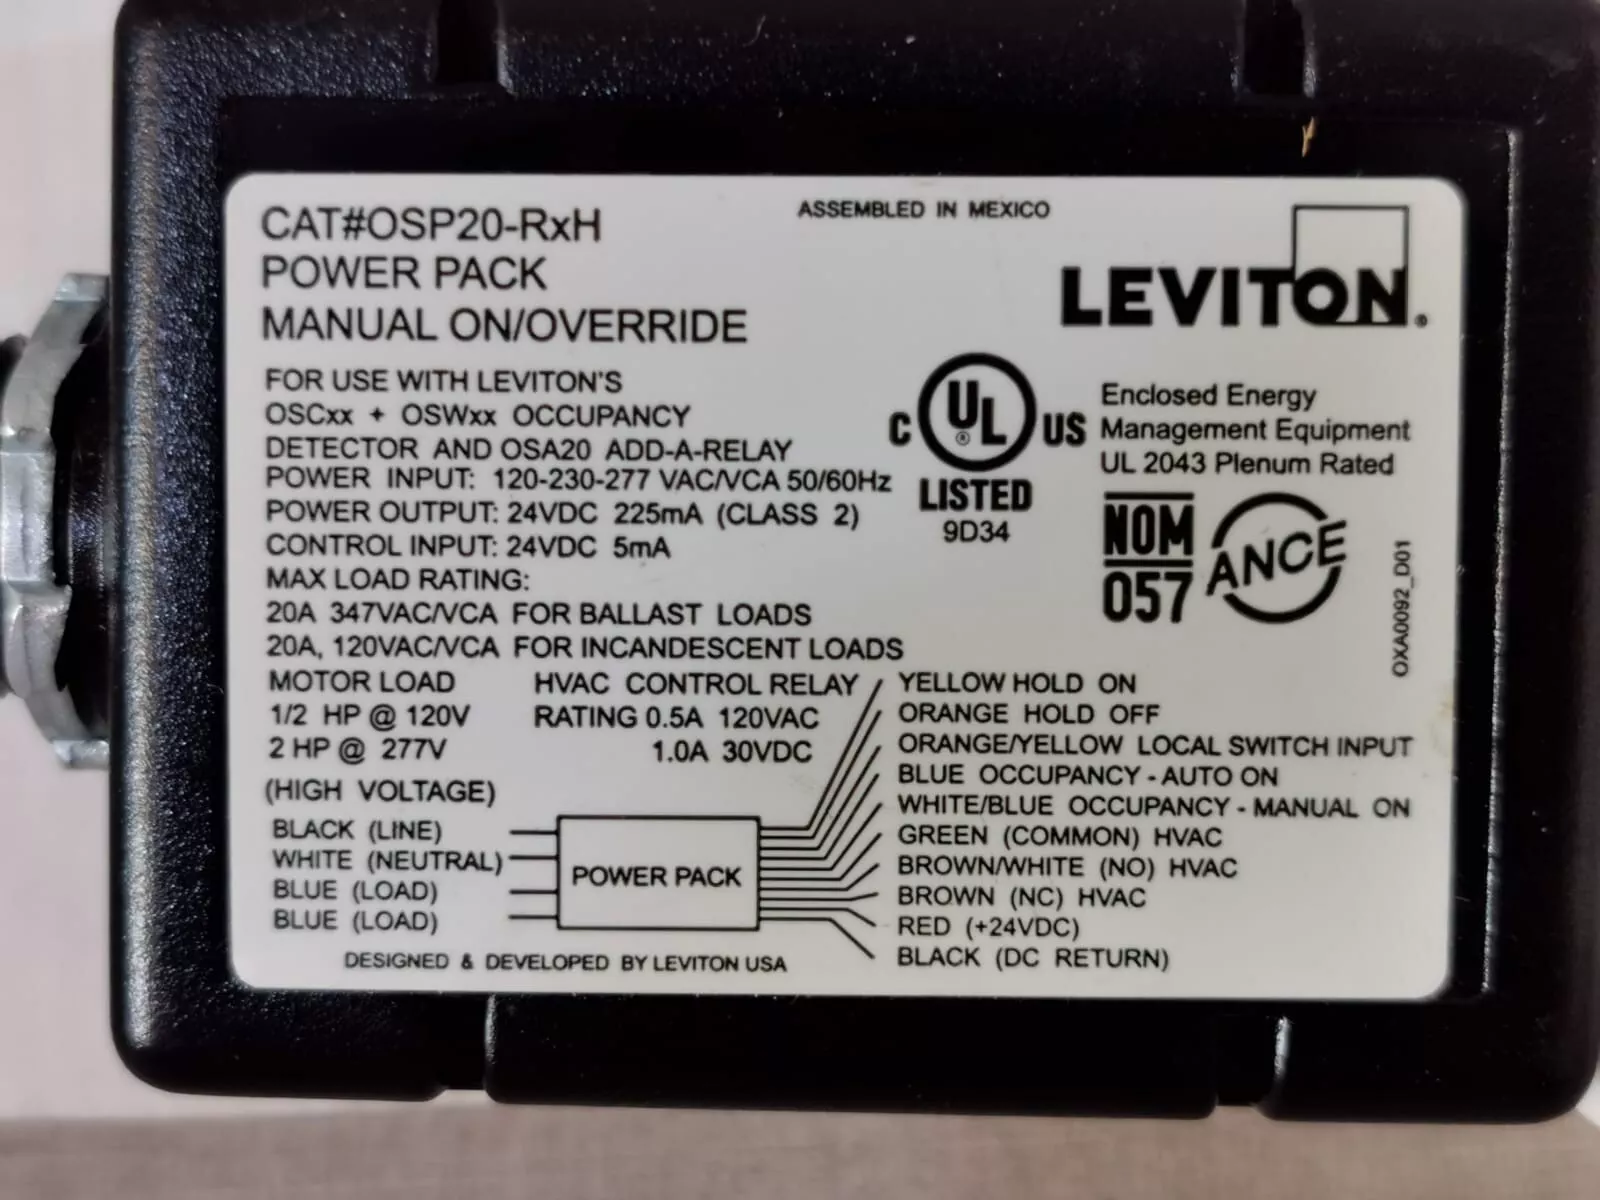 CAT#OSP20-RxH
POWER PACK
MANUAL ON/OVERRIDE
ASSEMBLED IN MEXICO
LEVITON®
FOR USE WITH LEVITON'S
OSCxx + OSWxx OCCUPANCY
DETECTOR AND OSA20 ADD-A-RELAY
POWER INPUT: 120-230-277 VAC/VCA 50/60Hz
POWER OUTPUT: 24VDC 225mA (CLASS 2)
CONTROL INPUT: 24VDC 5mA
MAX LOAD RATING:
20A 347VAC/VCA FOR BALLAST LOADS
20A, 120VAC/VCA FOR INCANDESCENT LOADS
C UL® US
LISTED
9D34
Enclosed Energy
Management Equipment
UL 2043 Plenum Rated
NOM
057
ANCE
OXA0092_D01
MOTOR LOAD
1/2 HP @ 120V
2 HP @ 277V
HVAC CONTROL RELAY
RATING 0.5A 120VAC
1.0A 30VDC
(HIGH VOLTAGE)
BLACK (LINE)
WHITE (NEUTRAL)
BLUE (LOAD)
BLUE (LOAD)
POWER PACK
YELLOW HOLD ON
ORANGE HOLD OFF
ORANGE/YELLOW LOCAL SWITCH INPUT
BLUE OCCUPANCY - AUTO ON
WHITE/BLUE OCCUPANCY - MANUAL ON
GREEN (COMMON) HVAC
BROWN/WHITE (NO) HVAC
BROWN (NC) HVAC
RED (+24VDC)
BLACK (DC RETURN)
DESIGNED & DEVELOPED BY LEVITON USA